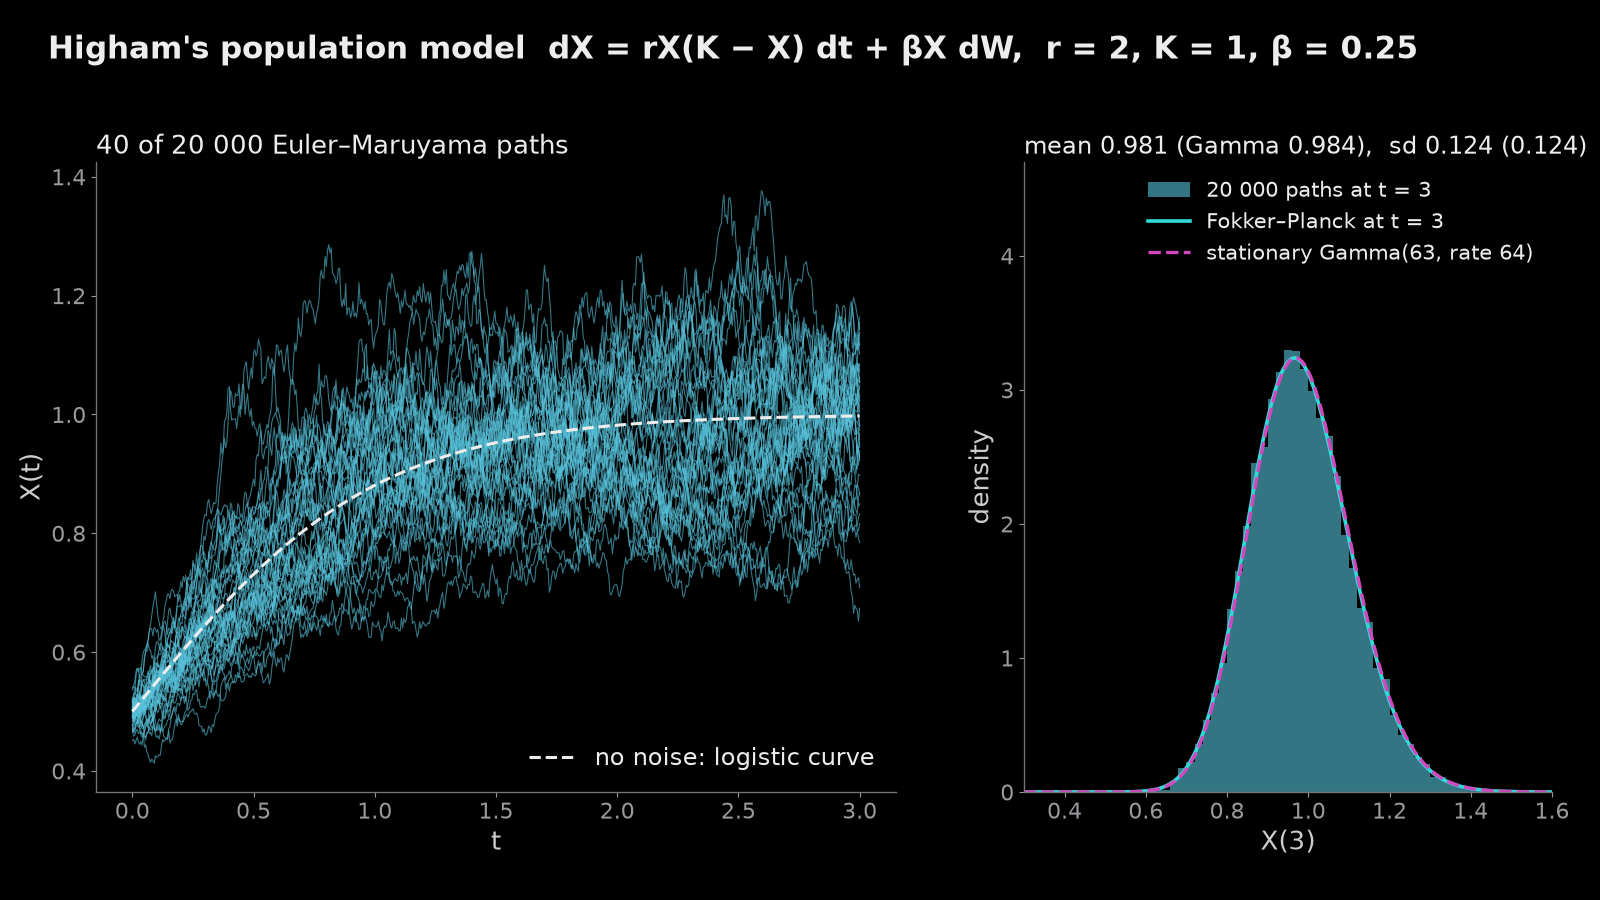 Higham's population model  dX = rX(K − X) dt + βX dW,  r = 2, K = 1, β = 0.25
40 of 20 000 Euler–Maruyama paths
1.4
1.2
1.0
0.8
0.6
0.4
X(t)
no noise: logistic curve
0.0 0.5 1.0 1.5 2.0 2.5 3.0
t
mean 0.981 (Gamma 0.984),  sd 0.124 (0.124)
20 000 paths at t = 3
Fokker–Planck at t = 3
stationary Gamma(63, rate 64)
4
3
2
1
0
density
0.4 0.6 0.8 1.0 1.2 1.4 1.6
X(3)